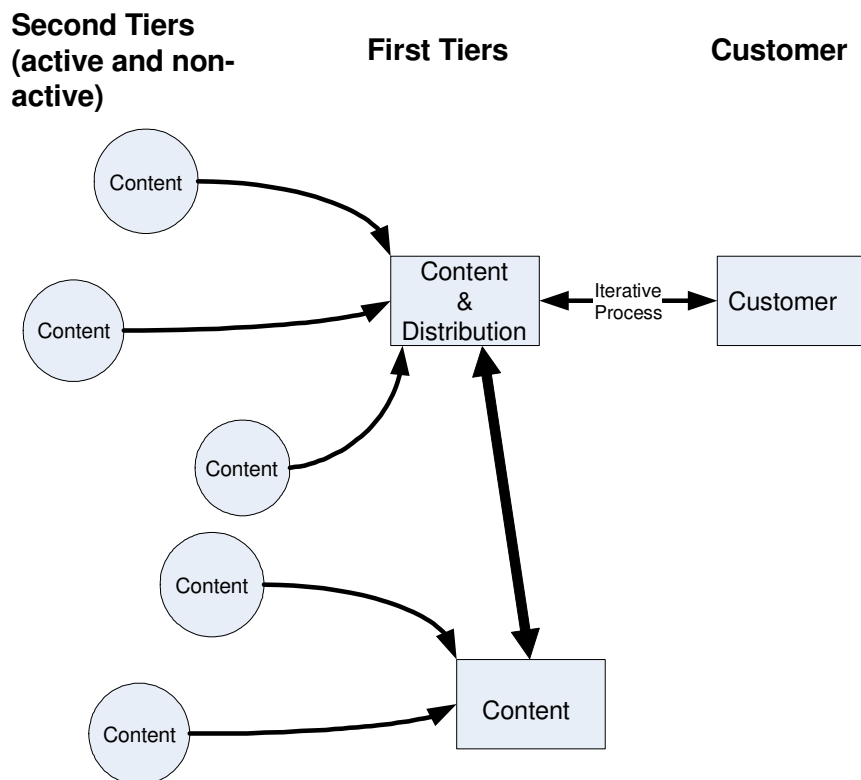 Second Tiers
(active and non-
active)
First Tiers
Customer
Content
Content
&
Distribution
Iterative
Process
Customer
Content
Content
Content
Content
Content